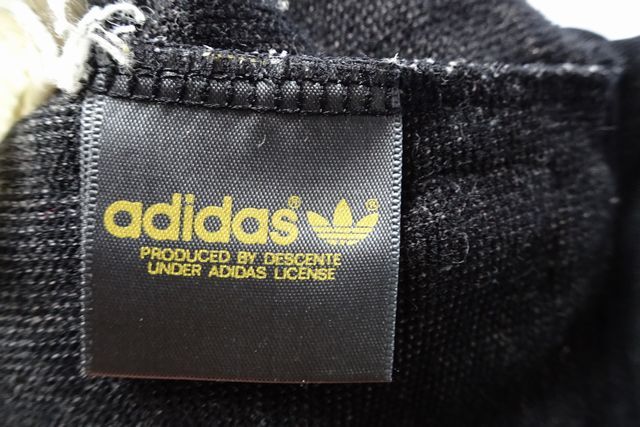 adidas®
PRODUCED BY DESCENTE
UNDER ADIDAS LICENSE